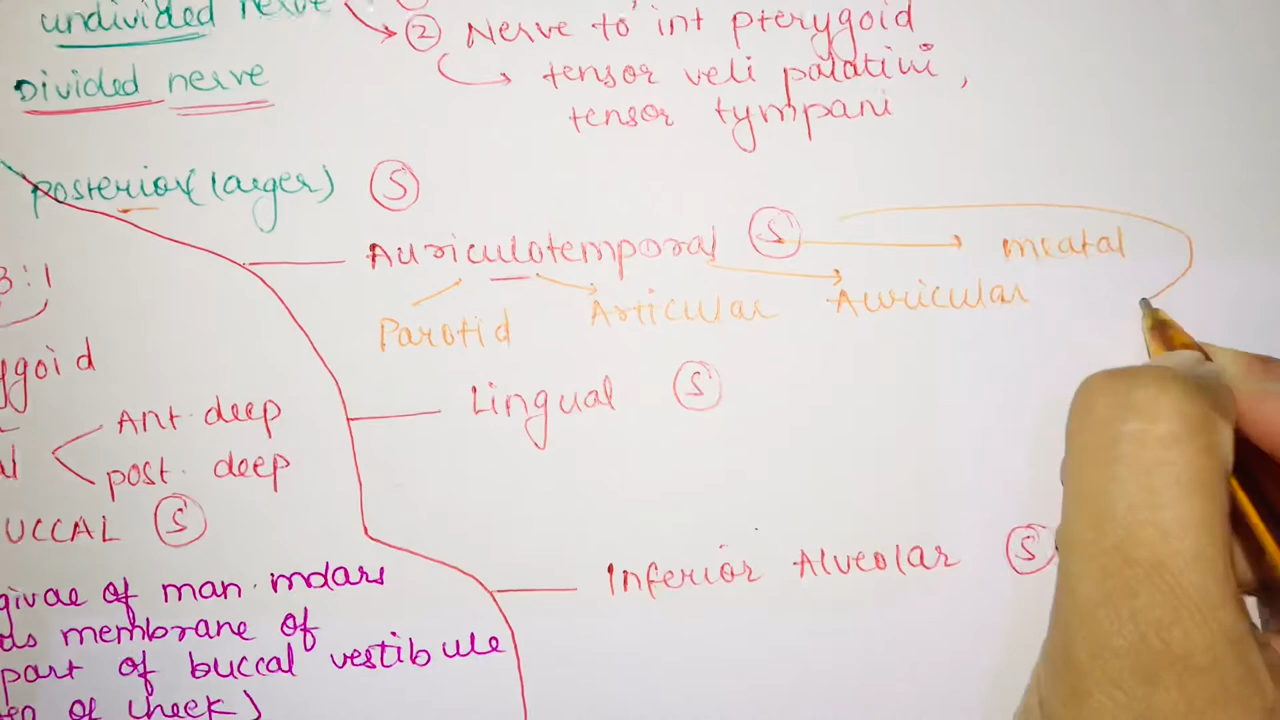 undivided nerve
② Nerve to int pterygoid
tensor veli palatini ,
tensor tympani
Divided nerve
posterior (larger) Ⓢ
Auriculotemporal Ⓢ
meatal
Parotid
Articular
Auricular
3:1
ygoid
Ant. deep
post. deep
Lingual Ⓢ
UCCAL Ⓢ
Inferior Alveolar Ⓢ
givae of man. molars
membrane of
part of buccal vestibule
of cheek)